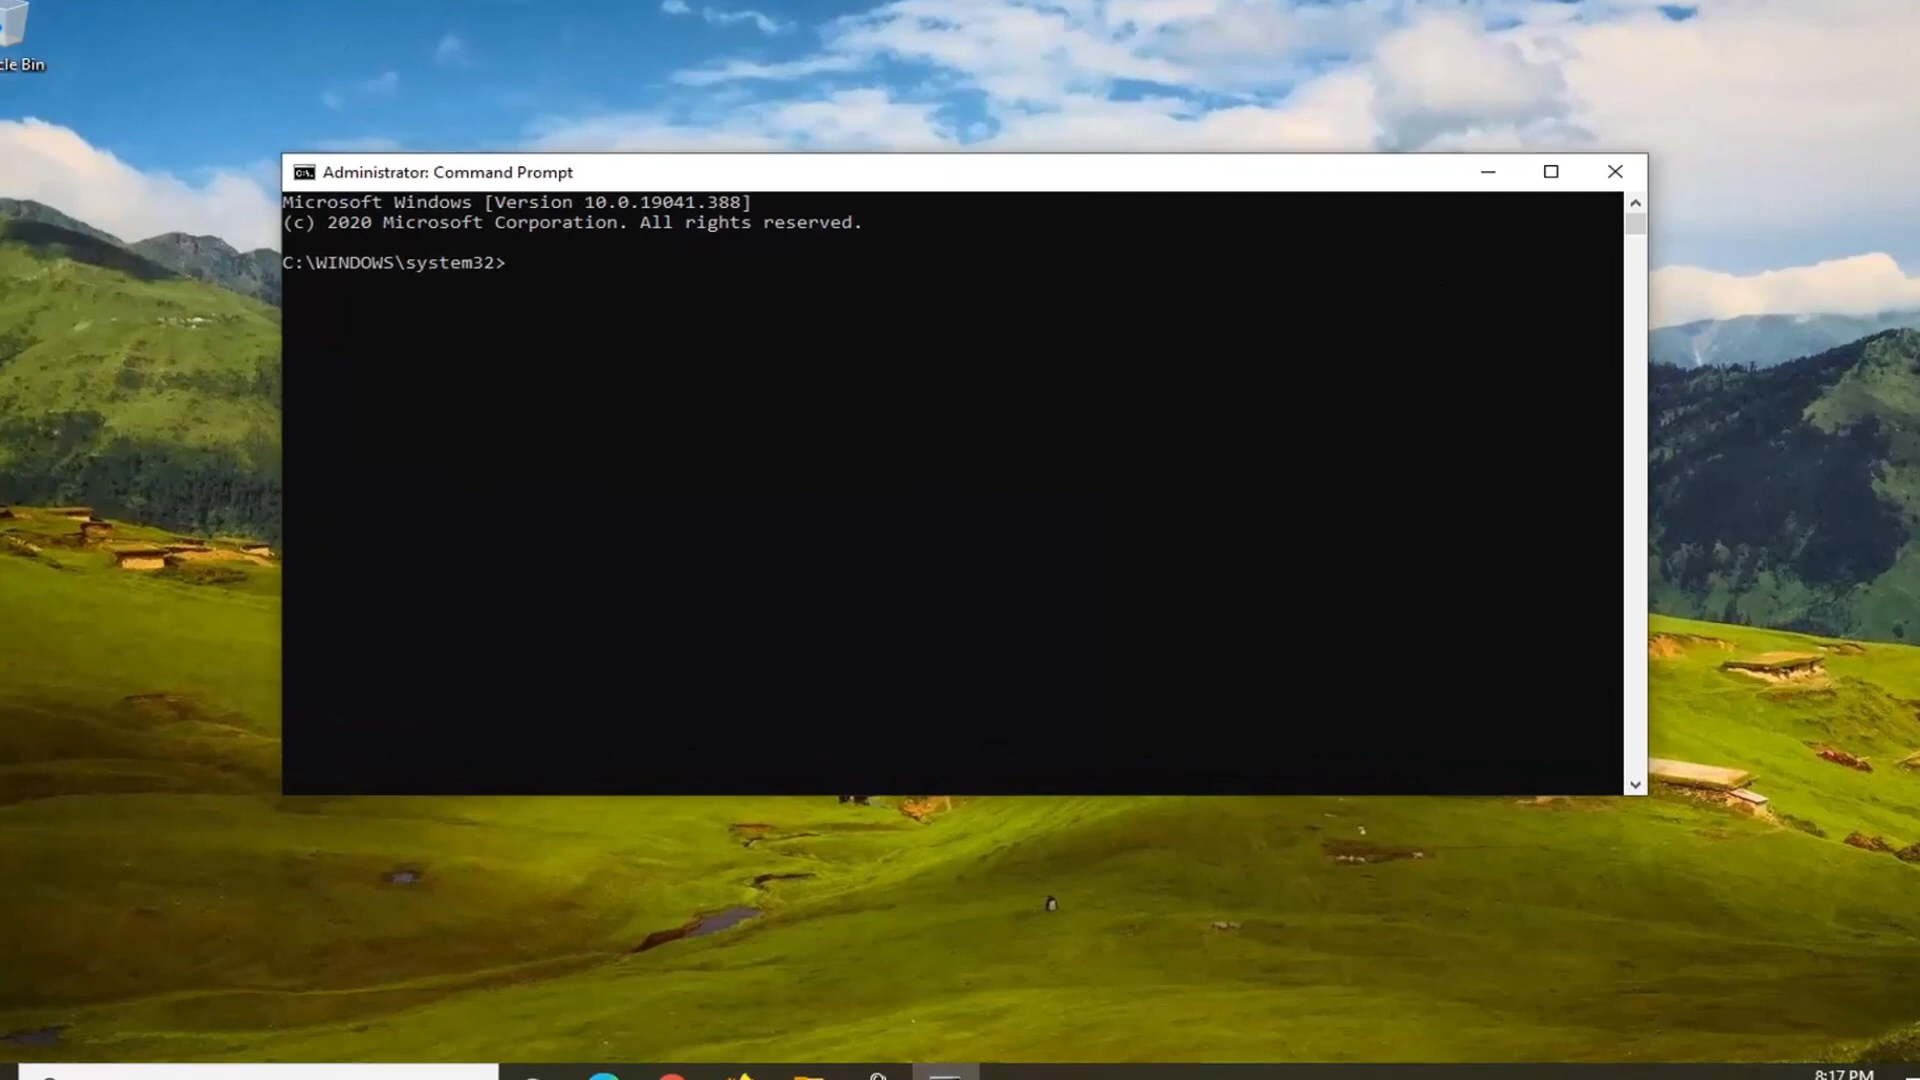 cle Bin
Administrator: Command Prompt
Microsoft Windows [Version 10.0.19041.388]
(c) 2020 Microsoft Corporation. All rights reserved.
C:\WINDOWS\system32>
8:17 PM